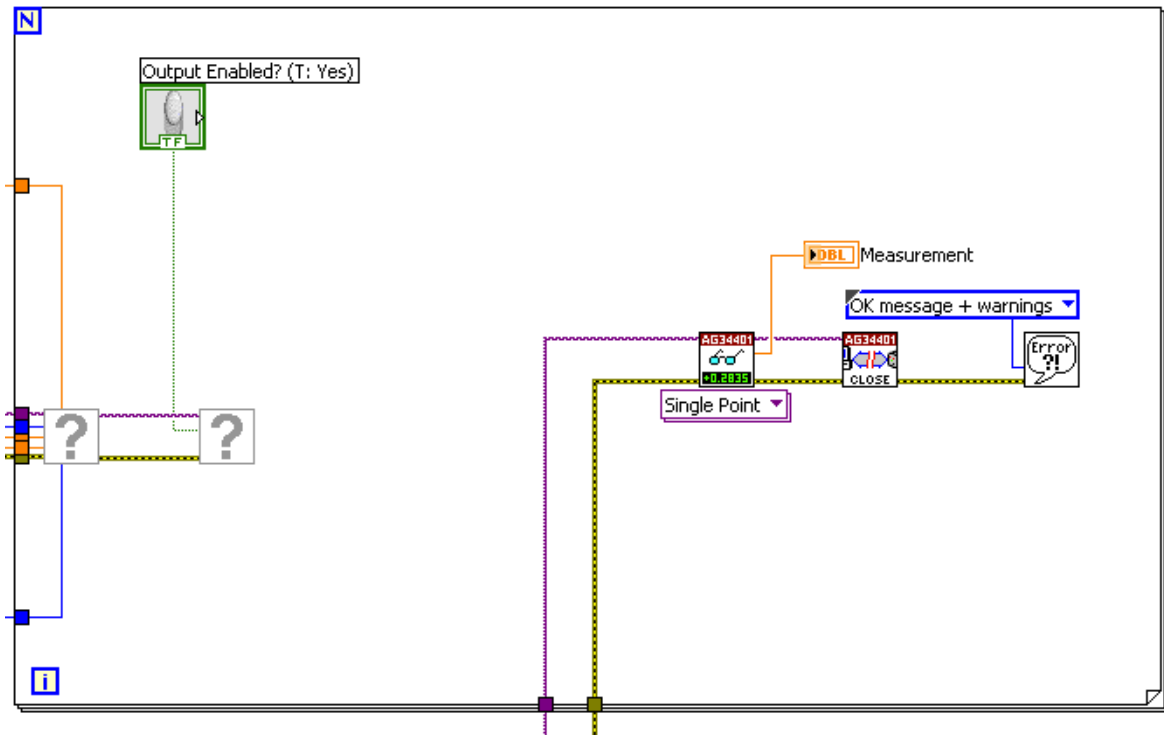 N
Output Enabled? (T: Yes)
TF
DBL Measurement
OK message + warnings
AG34401
+0.2835
AG34401
CLOSE
Error
?!
Single Point
?
?
i